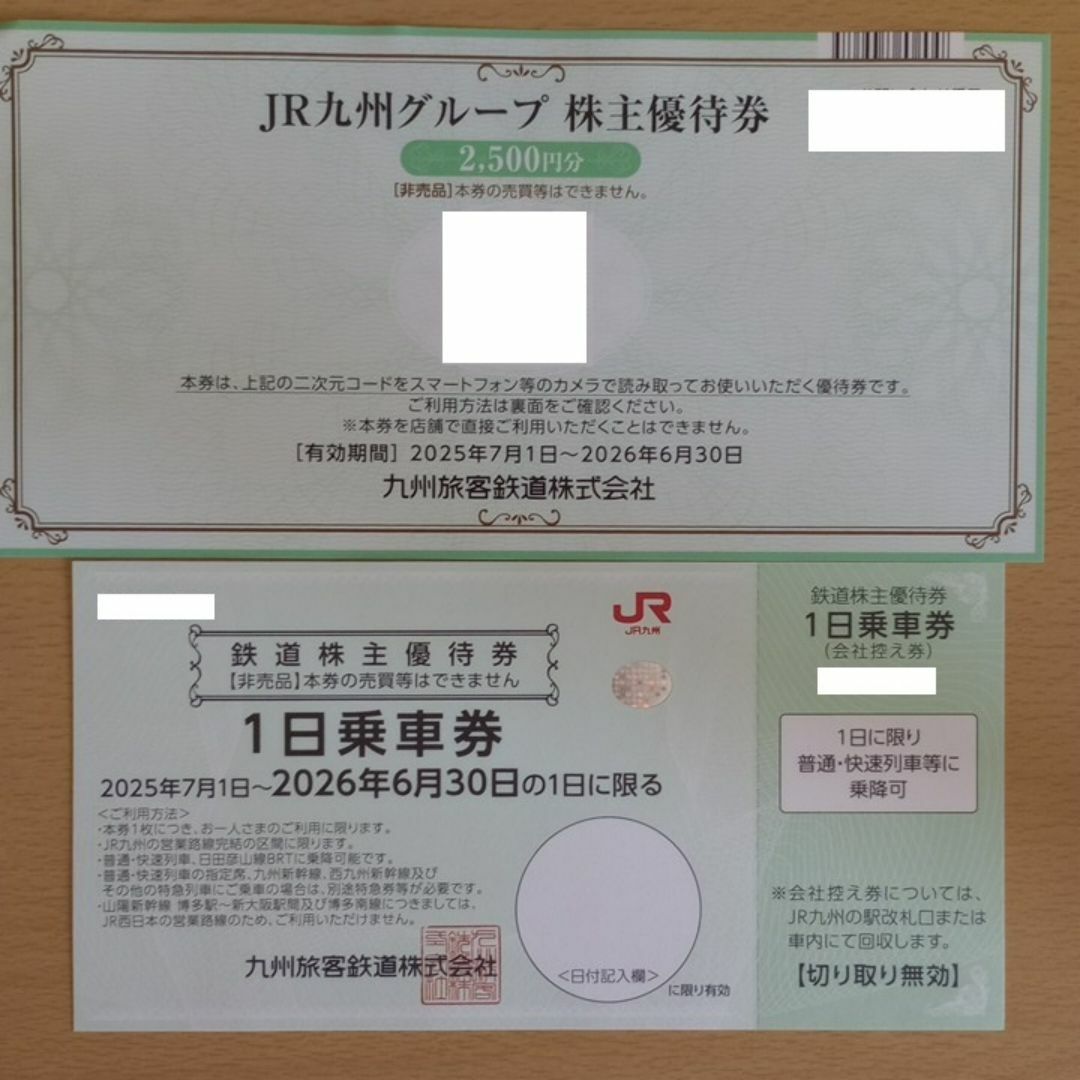 JR九州グループ 株主優待券
2,500円分
[非売品]本券の売買等はできません。
本券は、上記の二次元コードをスマートフォン等のカメラで読み取ってお使いいただく優待券です。
ご利用方法は裏面をご確認ください。
※本券を店舗で直接ご利用いただくことはできません。
[有効期間] 2025年7月1日～2026年6月30日
九州旅客鉄道株式会社
JR
JR九州
鉄道株主優待券
【非売品】本券の売買等はできません
1日乗車券
2025年7月1日～2026年6月30日の1日に限る
<ご利用方法>
・本券1枚につき、お一人さまのご利用に限ります。
・JR九州の営業路線完結の区間に限ります。
・普通・快速列車、日田彦山線BRTに乗降可能です。
・普通・快速列車の指定席、九州新幹線、西九州新幹線及び
その他の特急列車にご乗車の場合は、別途特急券等が必要です。
・山陽新幹線 博多駅～新大阪駅間及び博多南線につきましては、
JR西日本の営業路線のため、ご利用いただけません。
九州旅客鉄道株式会社
<日付記入欄>
に限り有効
鉄道株主優待券
1日乗車券
(会社控え券)
1日に限り
普通・快速列車等に
乗降可
※会社控え券については、
JR九州の駅改札口または
車内にて回収します。
【切り取り無効】